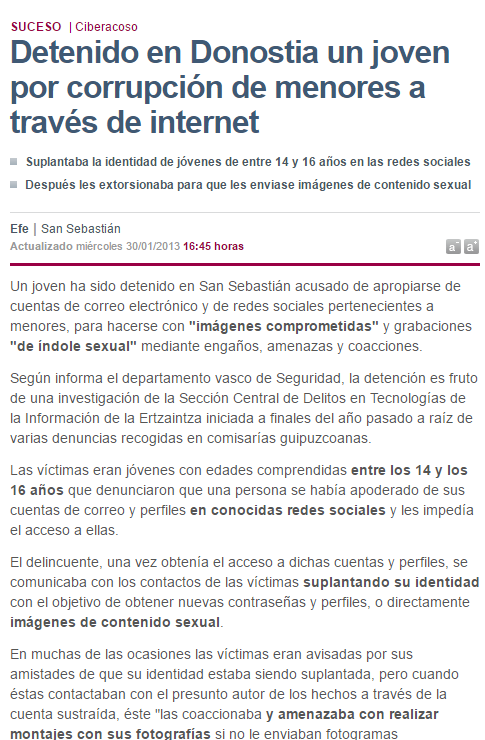 SUCESO | Ciberacoso
Detenido en Donostia un joven
por corrupción de menores a
través de internet
Suplantaba la identidad de jóvenes de entre 14 y 16 años en las redes sociales
Después les extorsionaba para que les enviase imágenes de contenido sexual
Efe | San Sebastián
Actualizado miércoles 30/01/2013 16:45 horas
a- a+
Un joven ha sido detenido en San Sebastián acusado de apropiarse de
cuentas de correo electrónico y de redes sociales pertenecientes a
menores, para hacerse con "imágenes comprometidas" y grabaciones
"de índole sexual" mediante engaños, amenazas y coacciones.
Según informa el departamento vasco de Seguridad, la detención es fruto
de una investigación de la Sección Central de Delitos en Tecnologías de
la Información de la Ertzaintza iniciada a finales del año pasado a raíz de
varias denuncias recogidas en comisarías guipuzcoanas.
Las víctimas eran jóvenes con edades comprendidas entre los 14 y los
16 años que denunciaron que una persona se había apoderado de sus
cuentas de correo y perfiles en conocidas redes sociales y les impedía
el acceso a ellas.
El delincuente, una vez obtenía el acceso a dichas cuentas y perfiles, se
comunicaba con los contactos de las víctimas suplantando su identidad
con el objetivo de obtener nuevas contraseñas y perfiles, o directamente
imágenes de contenido sexual.
En muchas de las ocasiones las víctimas eran avisadas por sus
amistades de que su identidad estaba siendo suplantada, pero cuando
éstas contactaban con el presunto autor de los hechos a través de la
cuenta sustraída, éste "las coaccionaba y amenazaba con realizar
montajes con sus fotografías si no le enviaban fotogramas